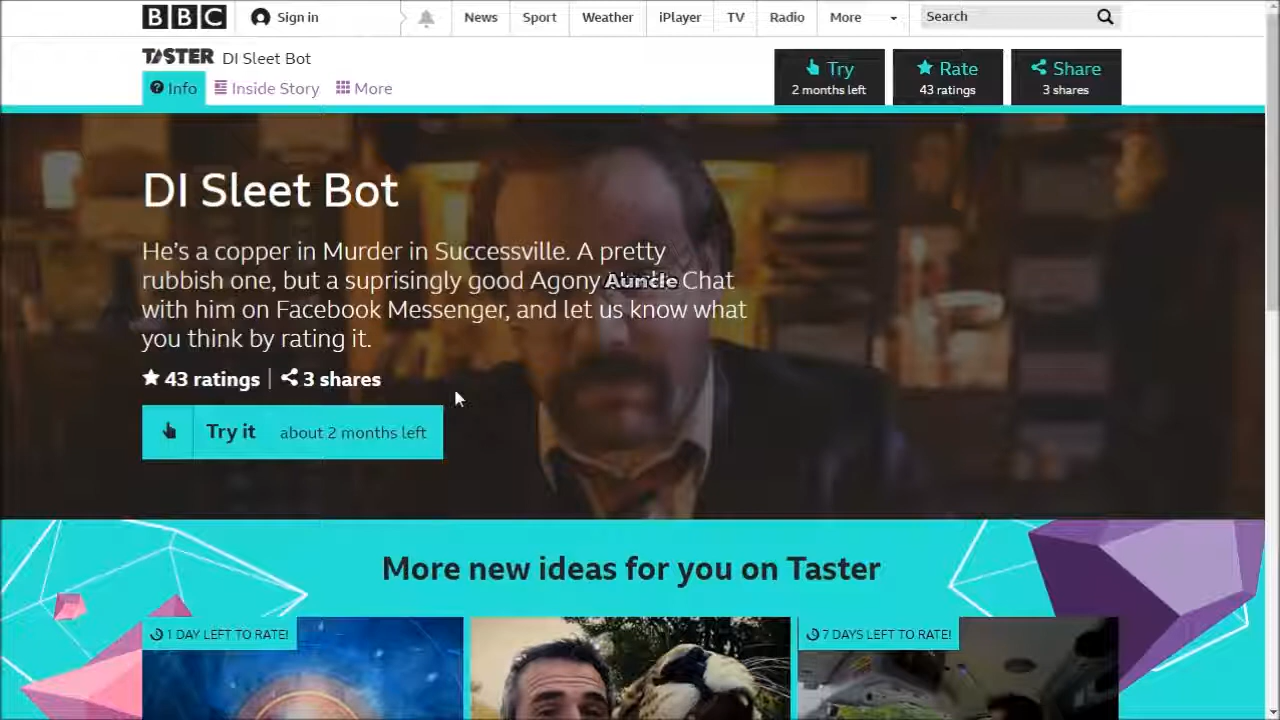 BBC
Sign in
News
Sport
Weather
iPlayer
TV
Radio
More
Search
TASTER DI Sleet Bot
Info
Inside Story
More
Try
2 months left
Rate
43 ratings
Share
3 shares
DI Sleet Bot
He's a copper in Murder in Successville. A pretty
rubbish one, but a suprisingly good Agony Auncle Chat
with him on Facebook Messenger, and let us know what
you think by rating it.
43 ratings | 3 shares
Try it about 2 months left
More new ideas for you on Taster
1 DAY LEFT TO RATE!
7 DAYS LEFT TO RATE!